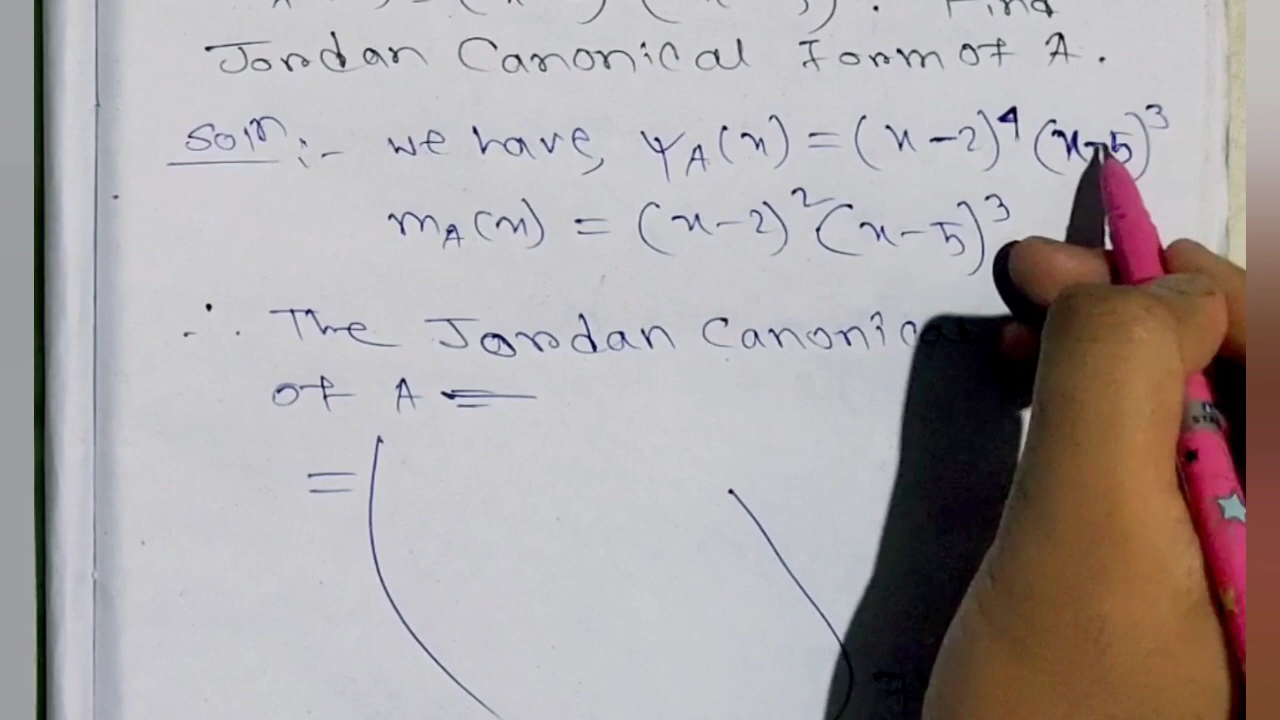 Jordan Canonical Form of A.
Soln :- we have, ψA(x) = (x-2)^4 (x-5)^3
mA(x) = (x-2)^2 (x-5)^3
∴ The Jordan Canonical
of A =
=